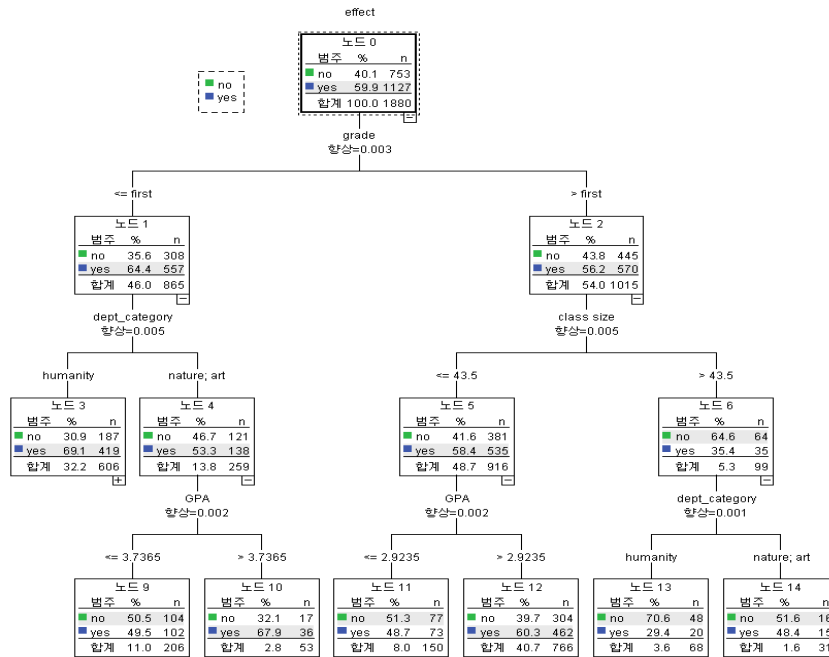 effect
노드 0
범주 % n
no 40.1 753
yes 59.9 1127
합계 100.0 1880
no
yes
grade
향상=0.003
<= first
> first
노드 1
범주 % n
no 35.6 308
yes 64.4 557
합계 46.0 865
노드 2
범주 % n
no 43.8 445
yes 56.2 570
합계 54.0 1015
dept_category
향상=0.005
class size
향상=0.005
humanity
nature; art
<= 43.5
> 43.5
노드 3
범주 % n
no 30.9 187
yes 69.1 419
합계 32.2 606
노드 4
범주 % n
no 46.7 121
yes 53.3 138
합계 13.8 259
노드 5
범주 % n
no 41.6 381
yes 58.4 535
합계 48.7 916
노드 6
범주 % n
no 64.6 64
yes 35.4 35
합계 5.3 99
GPA
향상=0.002
GPA
향상=0.002
dept_category
향상=0.001
<= 3.7365
> 3.7365
<= 2.9235
> 2.9235
humanity
nature; art
노드 9
범주 % n
no 50.5 104
yes 49.5 102
합계 11.0 206
노드 10
범주 % n
no 32.1 17
yes 67.9 36
합계 2.8 53
노드 11
범주 % n
no 51.3 77
yes 48.7 73
합계 8.0 150
노드 12
범주 % n
no 39.7 304
yes 60.3 462
합계 40.7 766
노드 13
범주 % n
no 70.6 48
yes 29.4 20
합계 3.6 68
노드 14
범주 % n
no 51.6 16
yes 48.4 15
합계 1.6 31